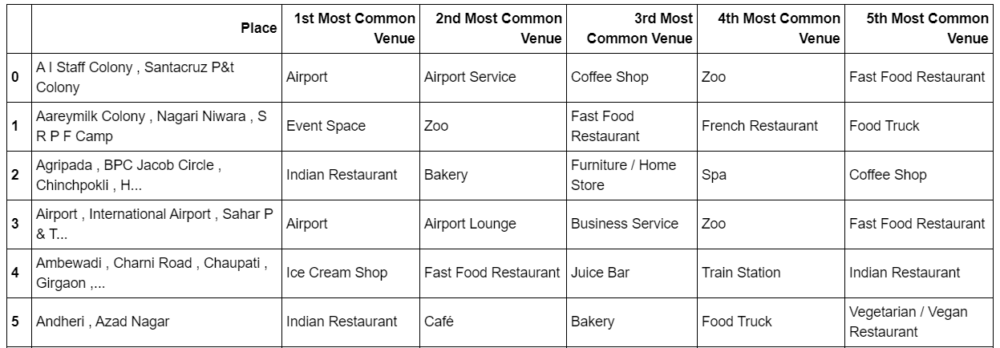 Place 1st Most Common Venue 2nd Most Common Venue 3rd Most Common Venue 4th Most Common Venue 5th Most Common Venue
0 A I Staff Colony , Santacruz P&t Colony Airport Airport Service Coffee Shop Zoo Fast Food Restaurant
1 Aareymilk Colony , Nagari Niwara , S R P F Camp Event Space Zoo Fast Food Restaurant French Restaurant Food Truck
2 Agripada , BPC Jacob Circle , Chinchpokli , H... Indian Restaurant Bakery Furniture / Home Store Spa Coffee Shop
3 Airport , International Airport , Sahar P & T... Airport Airport Lounge Business Service Zoo Fast Food Restaurant
4 Ambewadi , Charni Road , Chaupati , Girgaon ,... Ice Cream Shop Fast Food Restaurant Juice Bar Train Station Indian Restaurant
5 Andheri , Azad Nagar Indian Restaurant Café Bakery Food Truck Vegetarian / Vegan Restaurant